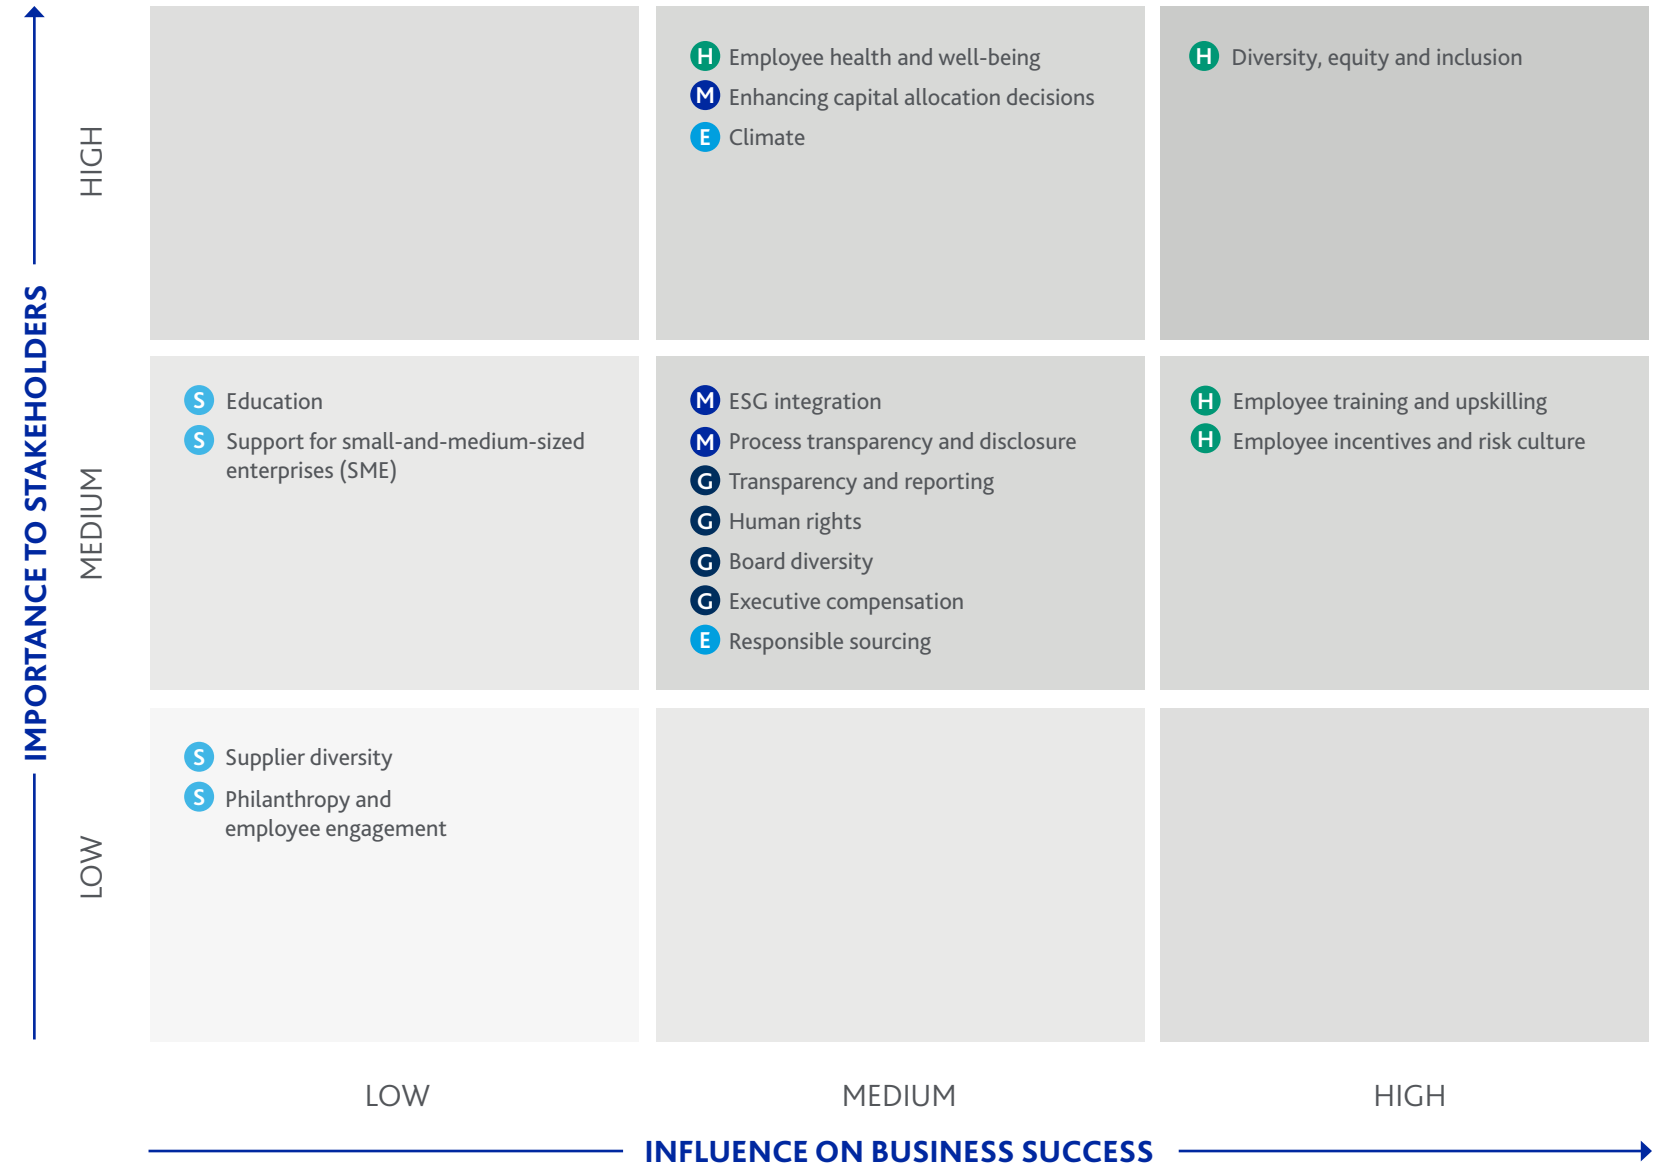 IMPORTANCE TO STAKEHOLDERS
HIGH
H Employee health and well-being
M Enhancing capital allocation decisions
E Climate
H Diversity, equity and inclusion
MEDIUM
S Education
S Support for small-and-medium-sized
enterprises (SME)
M ESG integration
M Process transparency and disclosure
G Transparency and reporting
G Human rights
G Board diversity
G Executive compensation
E Responsible sourcing
H Employee training and upskilling
H Employee incentives and risk culture
LOW
S Supplier diversity
S Philanthropy and
employee engagement
LOW
MEDIUM
HIGH
INFLUENCE ON BUSINESS SUCCESS